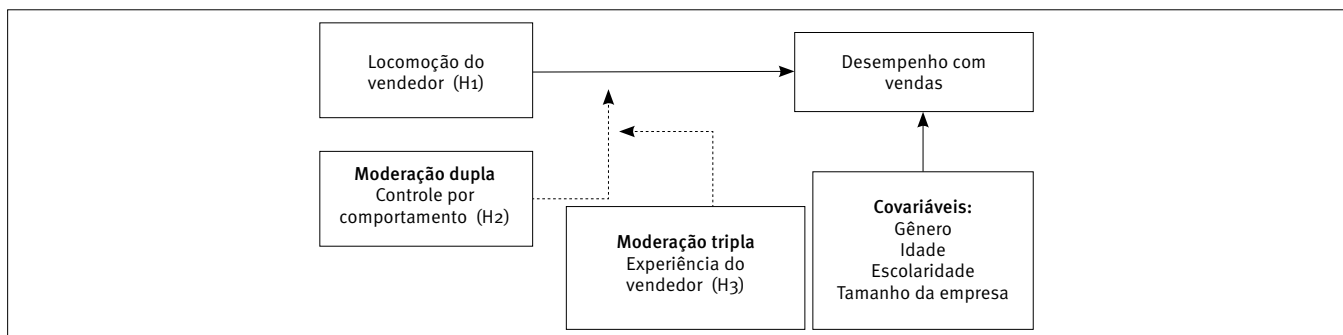 Locomoção do
vendedor (H1)
Desempenho com
vendas
Moderação dupla
Controle por
comportamento (H2)
Moderação tripla
Experiência do
vendedor (H3)
Covariáveis:
Gênero
Idade
Escolaridade
Tamanho da empresa